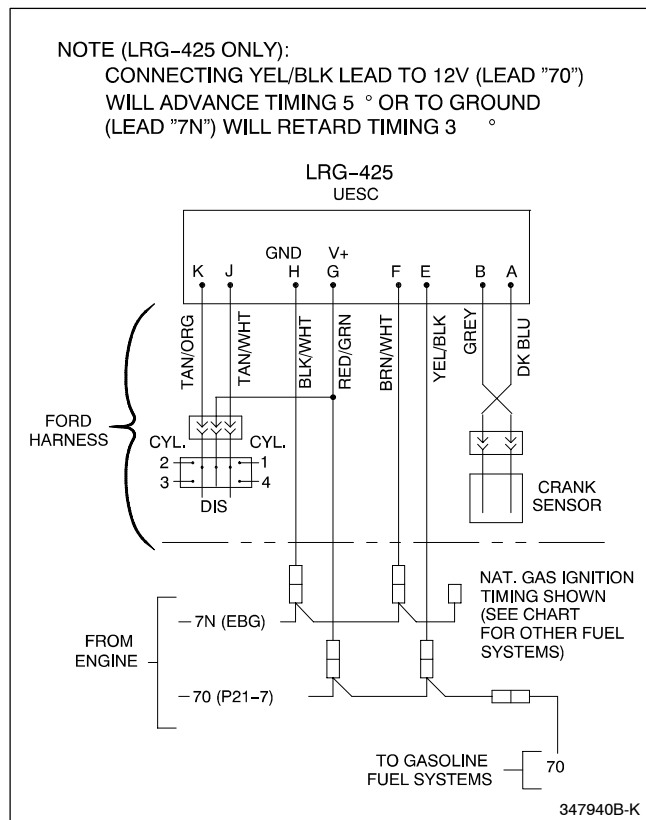 NOTE (LRG-425 ONLY):
CONNECTING YEL/BLK LEAD TO 12V (LEAD "70")
WILL ADVANCE TIMING 5 ° OR TO GROUND
(LEAD "7N") WILL RETARD TIMING 3 °
LRG-425
UESC
GND V+
K J H G F E B A
TAN/ORG
TAN/WHT
BLK/WHT
RED/GRN
BRN/WHT
YEL/BLK
GREY
DK BLU
FORD
HARNESS
CYL. CYL.
2 1
3 4
DIS
CRANK
SENSOR
NAT. GAS IGNITION
TIMING SHOWN
(SEE CHART
FOR OTHER FUEL
SYSTEMS)
7N (EBG)
FROM
ENGINE
70 (P21-7)
TO GASOLINE
FUEL SYSTEMS
70
347940B-K